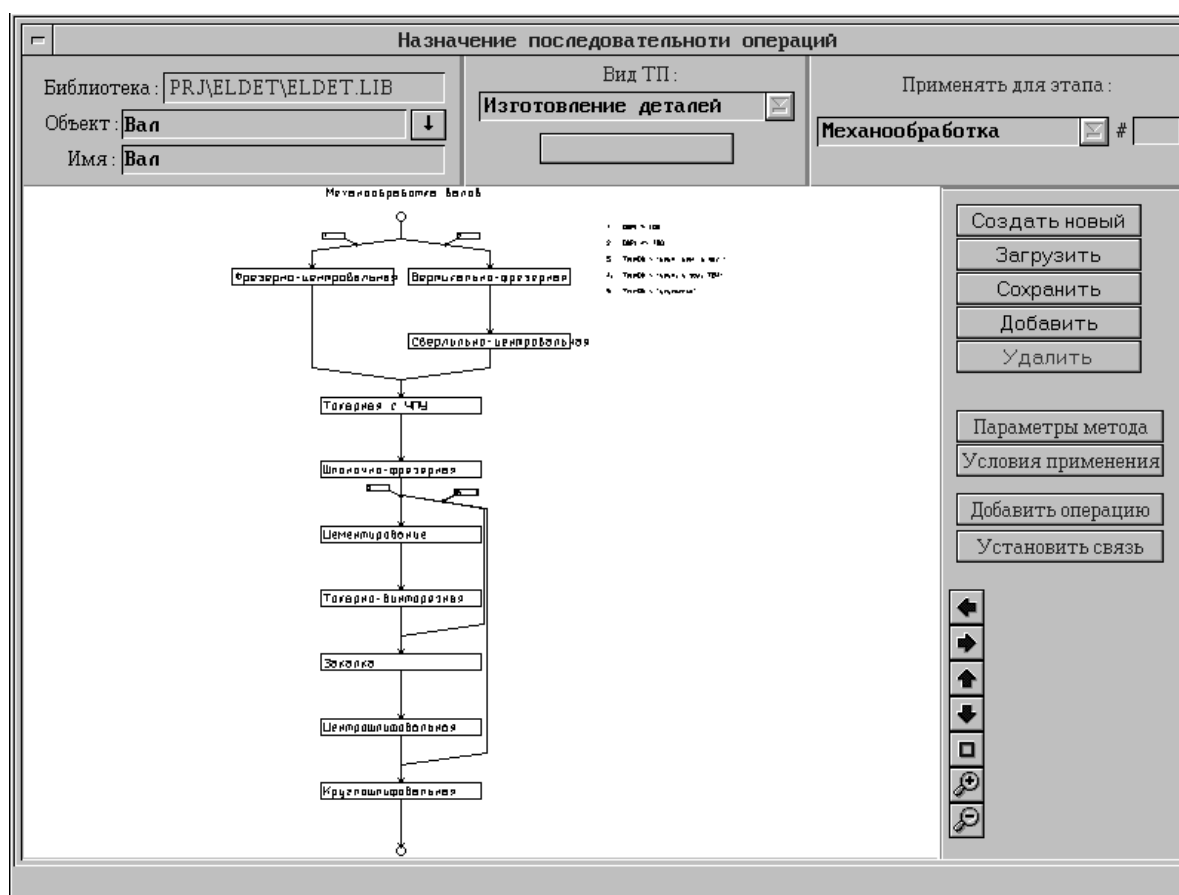 Назначение последовательноти операций
Библиотека: PRJ\ELDET\ELDET.LIB
Объект: Вал
Имя: Вал
Вид ТП:
Изготовление деталей
Применять для этапа:
Механообработка #
Механообработка валов
Фрезерно-центровальная
Вертикально-фрезерная
Сверлильно-центровальная
Токарная с ЧПУ
Шпоночно-фрезерная
Цементирование
Токарно-винторезная
Закалка
Центрошлифовальная
Круглошлифовальная
Создать новый
Загрузить
Сохранить
Добавить
Удалить
Параметры метода
Условия применения
Добавить операцию
Установить связь